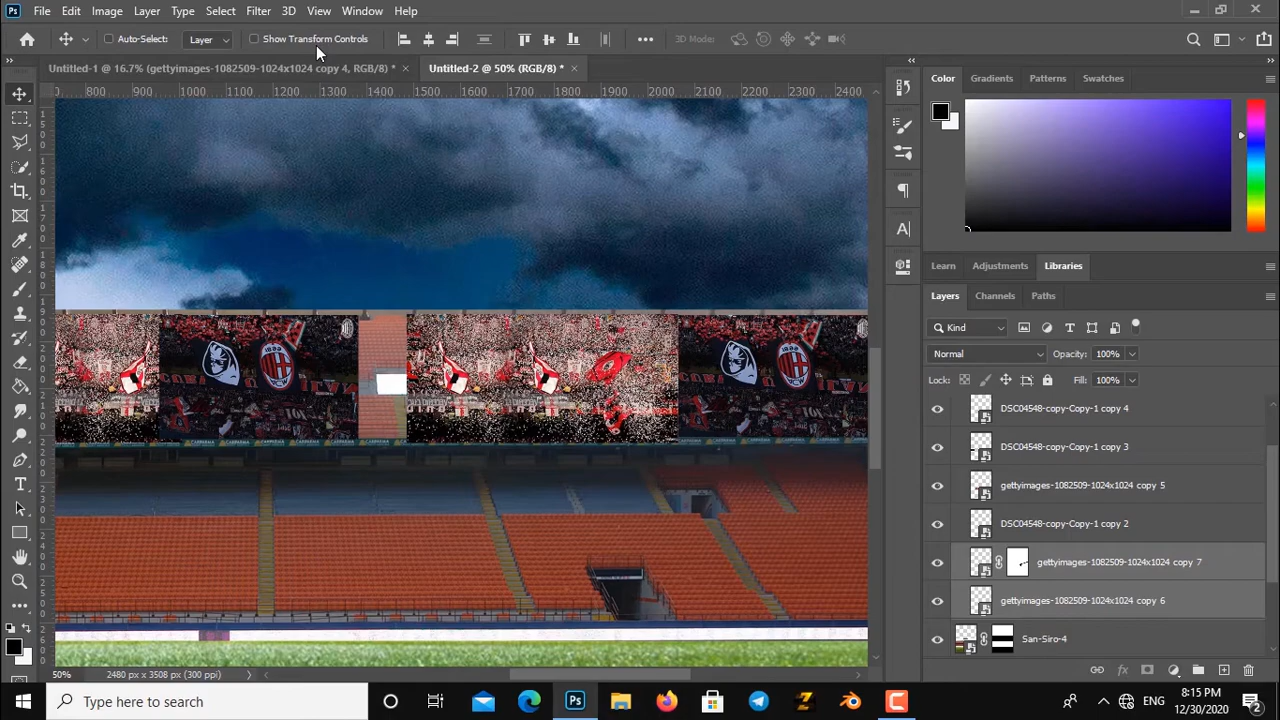 Ps File Edit Image Layer Type Select Filter 3D View Window Help
Auto-Select: Layer Show Transform Controls 3D Mode:
Untitled-1 @ 16.7% (gettyimages-1082509-1024x1024 copy 4, RGB/8) * Untitled-2 @ 50% (RGB/8) *
800 900 1000 1100 1200 1300 1400 1500 1600 1700 1800 1900 2000 2100 2200 2300 2400
Color Gradients Patterns Swatches
Learn Adjustments Libraries
Layers Channels Paths
Kind
Normal Opacity: 100%
Lock: Fill: 100%
DSC04548-copy-Copy-1 copy 4
DSC04548-copy-Copy-1 copy 3
gettyimages-1082509-1024x1024 copy 5
DSC04548-copy-Copy-1 copy 2
gettyimages-1082509-1024x1024 copy 7
gettyimages-1082509-1024x1024 copy 6
San-Siro-4
50% 2480 px x 3508 px (300 ppi)
Type here to search
Ps
ENG
:15 PM
12/30/2020
2